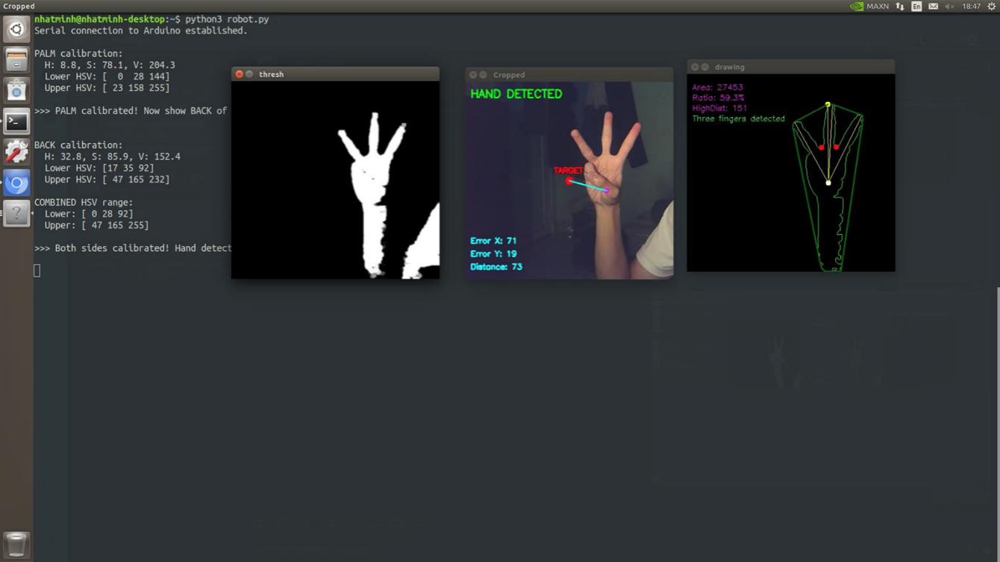 Cropped
MAXN En 18:47
nhatminh@nhatminh-desktop:~$ python3 robot.py
Serial connection to Arduino established.
PALM calibration:
H: 8.8, S: 78.1, V: 204.3
Lower HSV: [  0  28 144]
Upper HSV: [ 23 158 255]
>>> PALM calibrated! Now show BACK of
BACK calibration:
H: 32.8, S: 85.9, V: 152.4
Lower HSV: [17 35 92]
Upper HSV: [ 47 165 232]
COMBINED HSV range:
Lower: [ 0 28 92]
Upper: [ 47 165 255]
>>> Both sides calibrated! Hand detect
thresh
Cropped
HAND DETECTED
TARGET
Error X: 71
Error Y: 19
Distance: 73
drawing
Area: 27453
Ratio: 59.3%
HighDist: 151
Three fingers detected